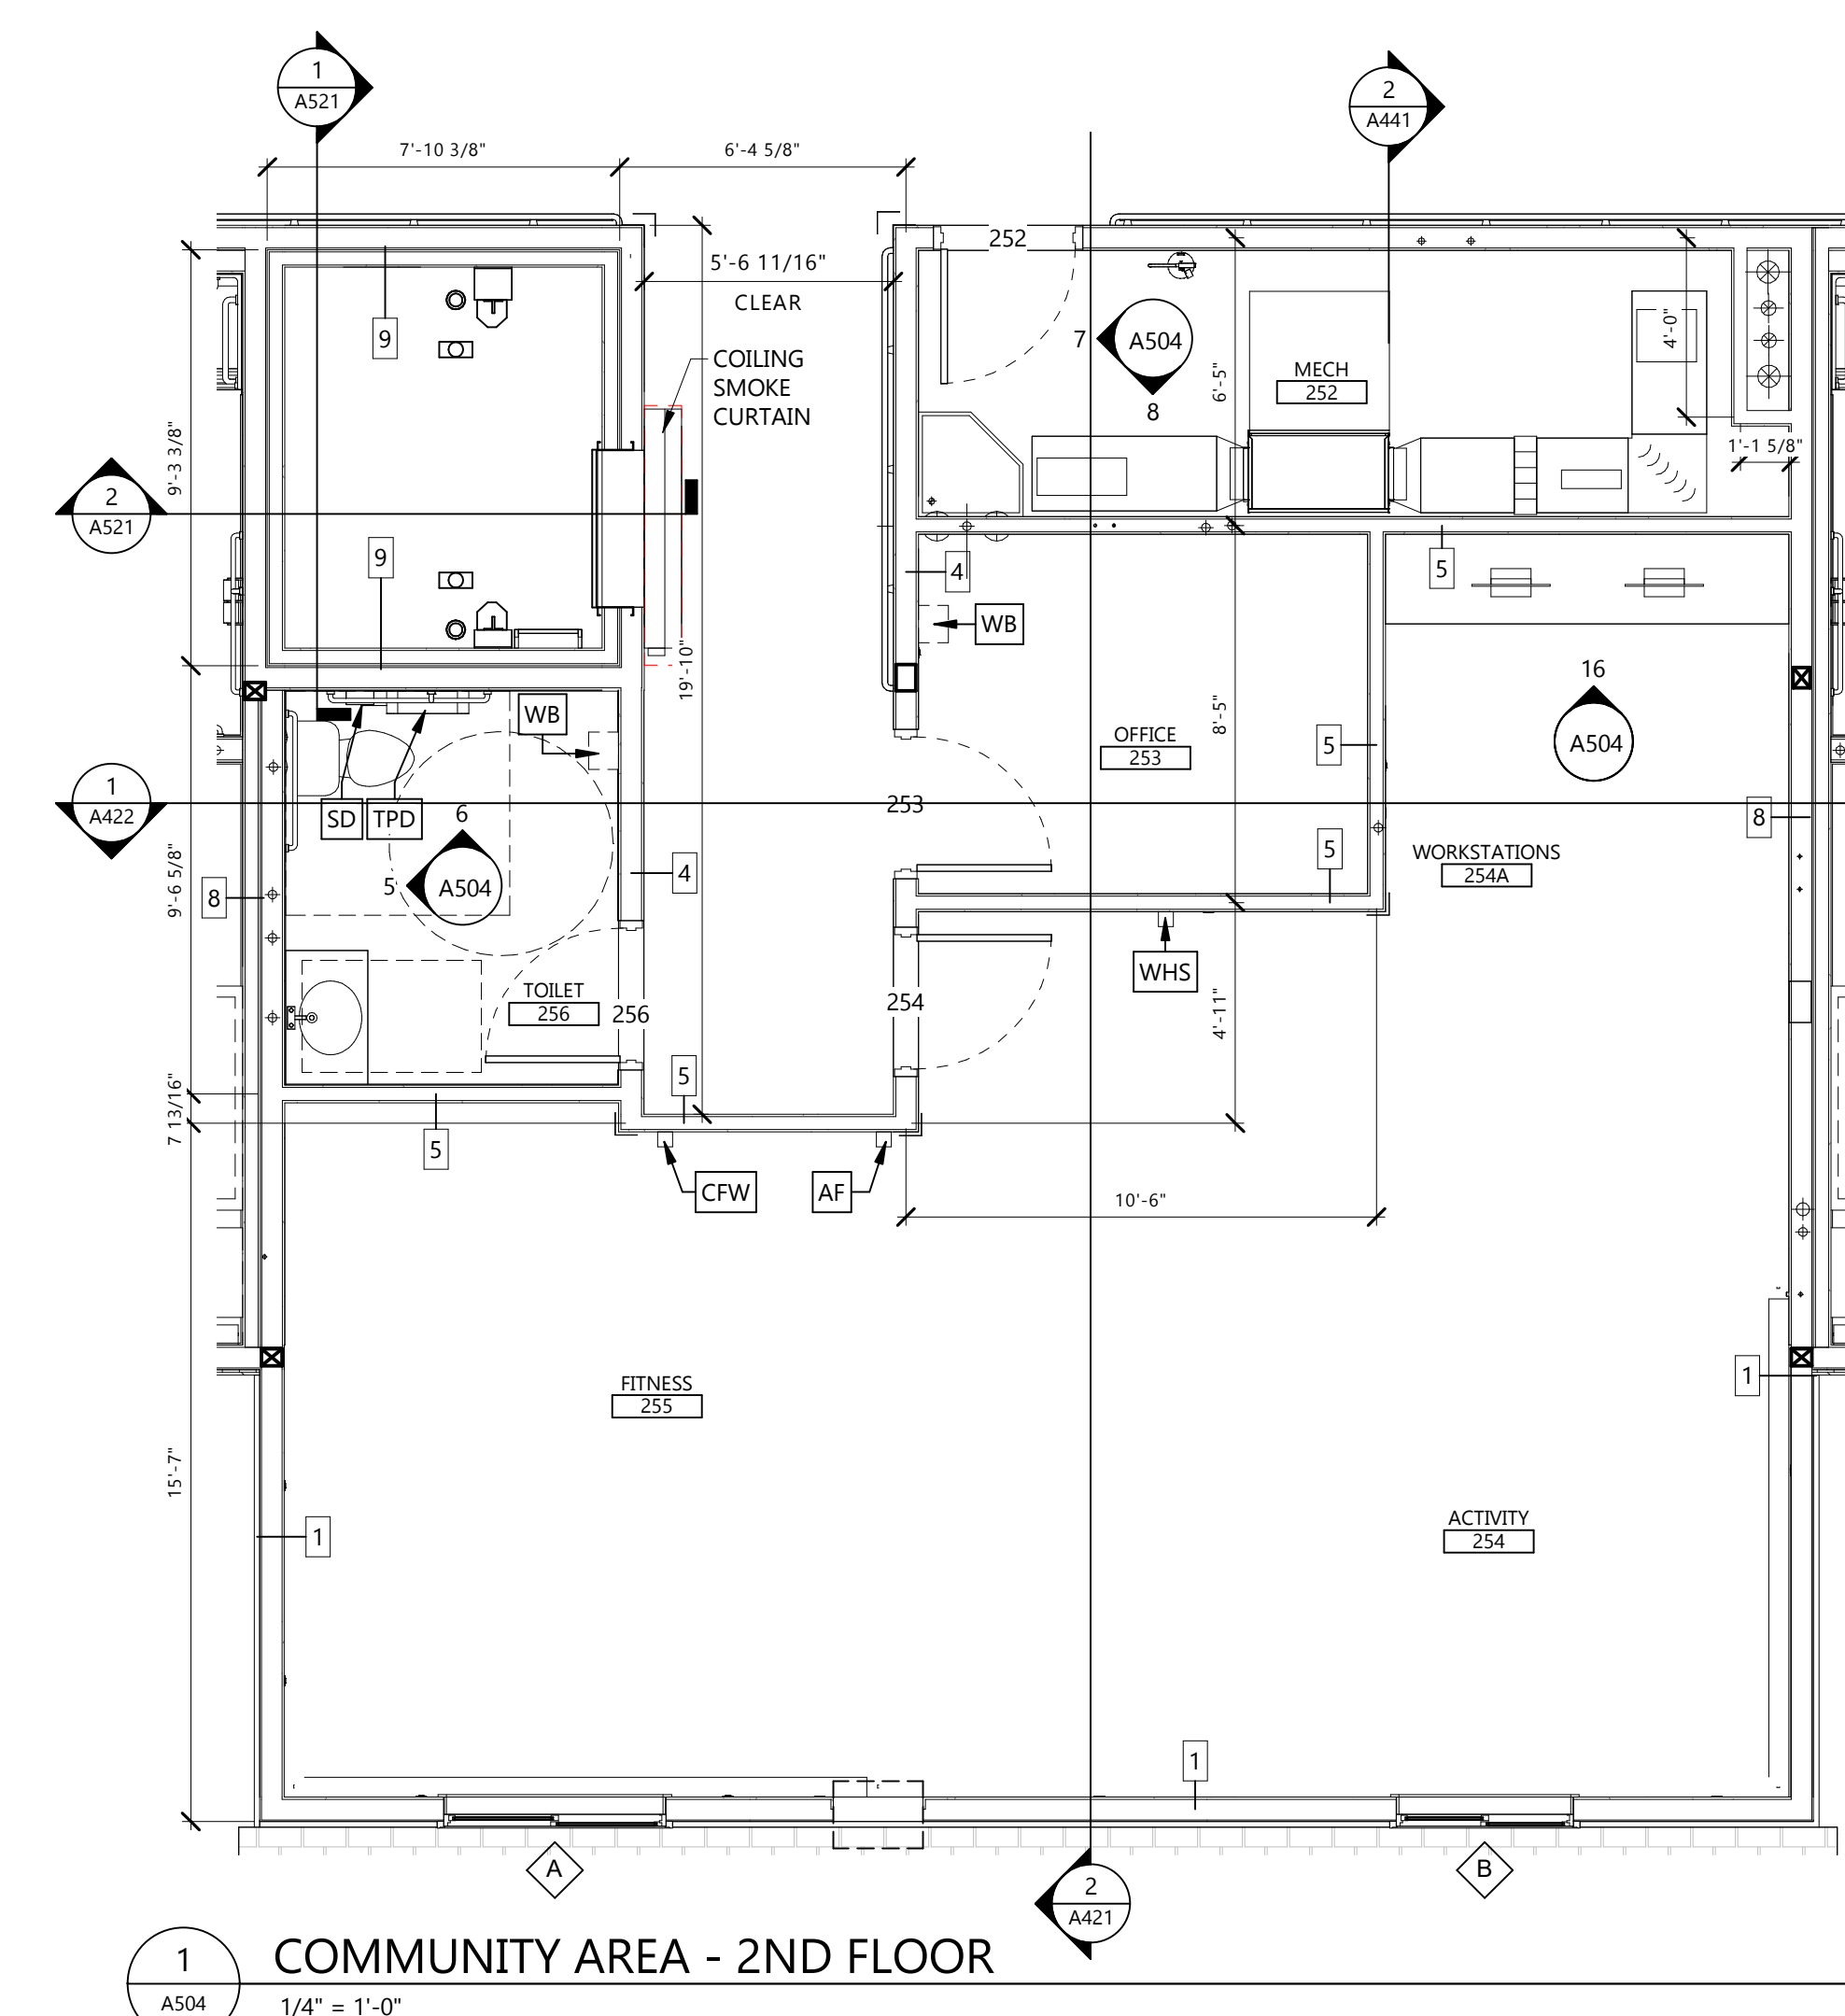 1
A521
2
A441
7'-10 3/8"
6'-4 5/8"
252
5'-6 11/16"
CLEAR
9
COILING
SMOKE
CURTAIN
7
A504
8
6'-5"
MECH
252
4'-0"
1'-1 5/8"
9'-3 3/8"
2
A521
9
4
5
WB
19'-10"
16
A504
WB
OFFICE
253
5
8'-5"
1
A422
SD
TPD
6
253
8
5
A504
9'-6 5/8"
8
4
5
WORKSTATIONS
254A
WHS
TOILET
256
256
254
4'-11"
5
7 13/16"
5
CFW
AF
10'-6"
FITNESS
255
1
15'-7"
1
ACTIVITY
254
1
A
B
2
A421
1
A504
COMMUNITY AREA - 2ND FLOOR
1/4" = 1'-0"